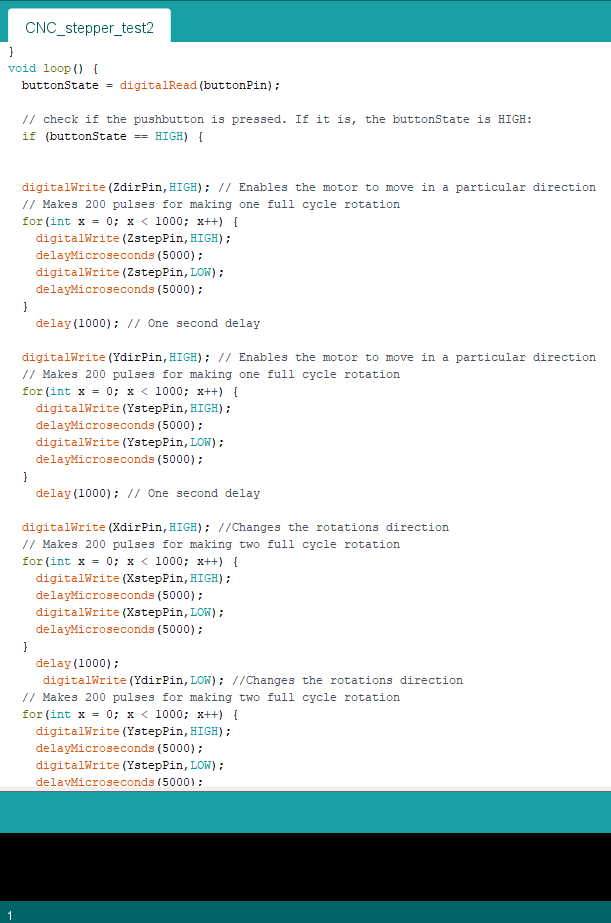 CNC_stepper_test2
}
void loop() {
  buttonState = digitalRead(buttonPin);

  // check if the pushbutton is pressed. If it is, the buttonState is HIGH:
  if (buttonState == HIGH) {


  digitalWrite(ZdirPin,HIGH); // Enables the motor to move in a particular direction
  // Makes 200 pulses for making one full cycle rotation
  for(int x = 0; x < 1000; x++) {
    digitalWrite(ZstepPin,HIGH);
    delayMicroseconds(5000);
    digitalWrite(ZstepPin,LOW);
    delayMicroseconds(5000);
  }
    delay(1000); // One second delay

  digitalWrite(YdirPin,HIGH); // Enables the motor to move in a particular direction
  // Makes 200 pulses for making one full cycle rotation
  for(int x = 0; x < 1000; x++) {
    digitalWrite(YstepPin,HIGH);
    delayMicroseconds(5000);
    digitalWrite(YstepPin,LOW);
    delayMicroseconds(5000);
  }
    delay(1000); // One second delay

  digitalWrite(XdirPin,HIGH); //Changes the rotations direction
  // Makes 200 pulses for making two full cycle rotation
  for(int x = 0; x < 1000; x++) {
    digitalWrite(XstepPin,HIGH);
    delayMicroseconds(5000);
    digitalWrite(XstepPin,LOW);
    delayMicroseconds(5000);
  }
    delay(1000);
     digitalWrite(YdirPin,LOW); //Changes the rotations direction
  // Makes 200 pulses for making two full cycle rotation
  for(int x = 0; x < 1000; x++) {
    digitalWrite(YstepPin,HIGH);
    delayMicroseconds(5000);
    digitalWrite(YstepPin,LOW);
    delayMicroseconds(5000);
1